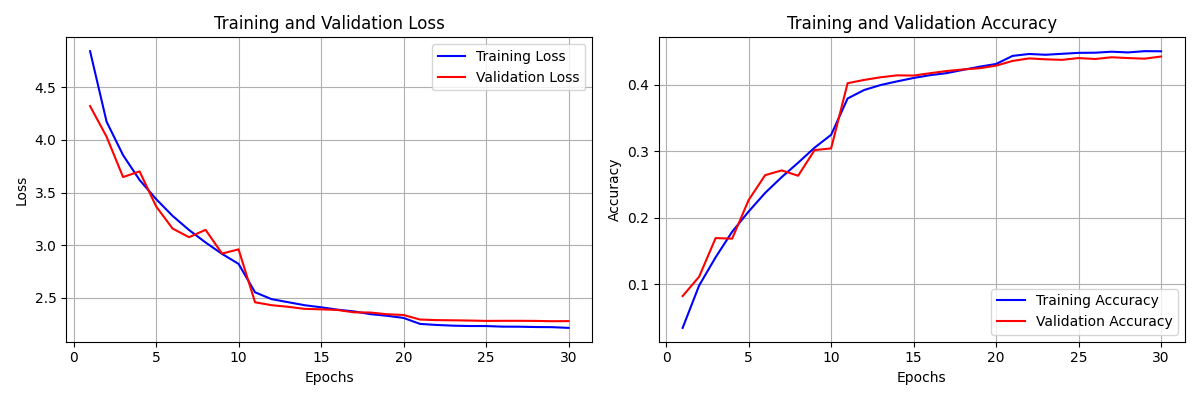 Training and Validation Loss
Training Loss
Validation Loss
4.5
4.0
3.5
3.0
2.5
Loss
0 5 10 15 20 25 30
Epochs
Training and Validation Accuracy
0.4
0.3
0.2
0.1
Accuracy
Training Accuracy
Validation Accuracy
0 5 10 15 20 25 30
Epochs